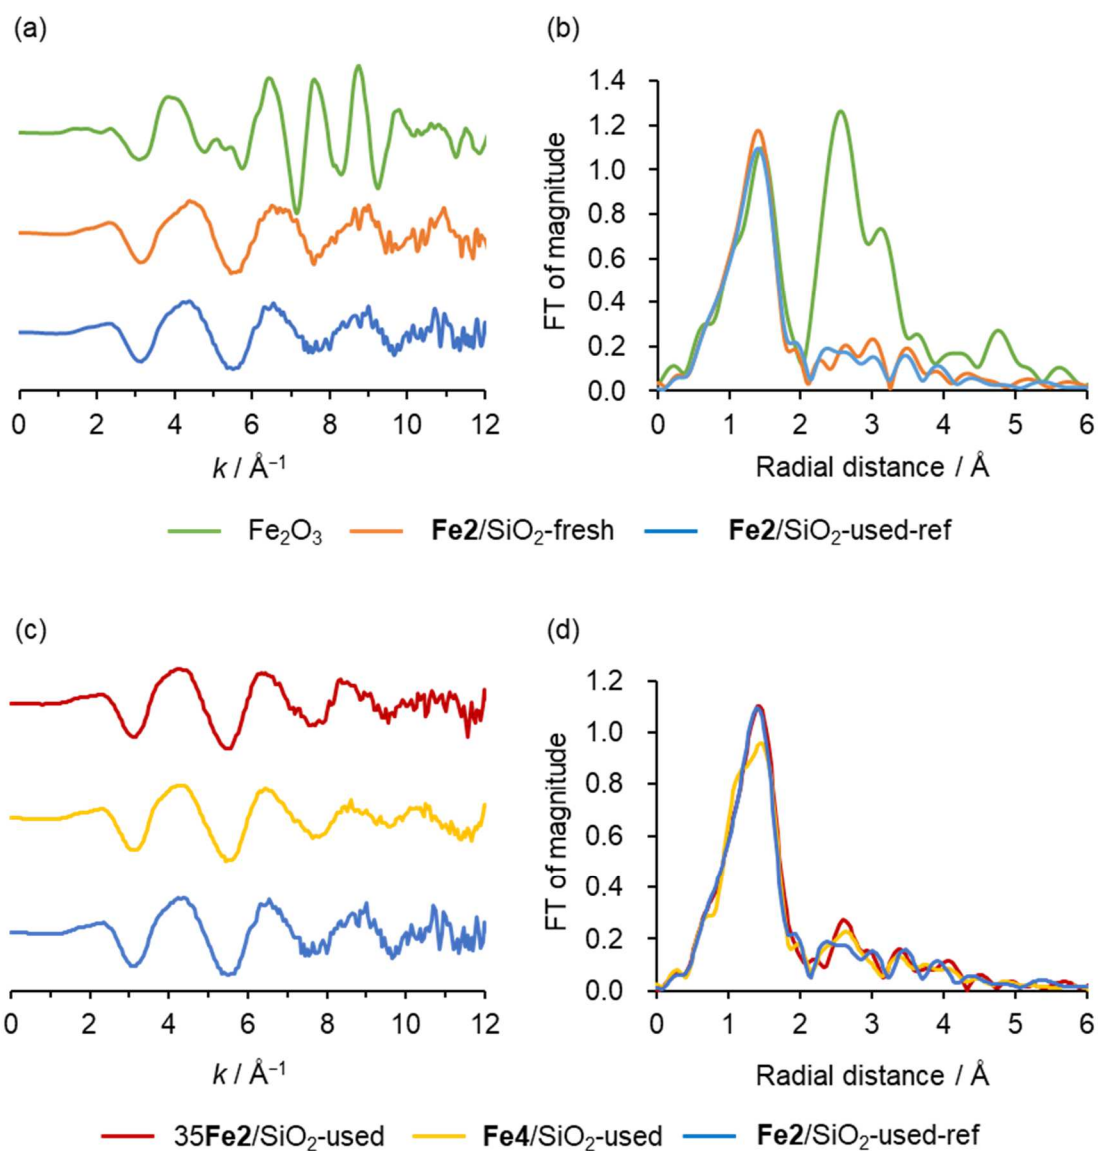 (a)
(b)
FT of magnitude
1.4
1.2
1.0
0.8
0.6
0.4
0.2
0.0
0 2 4 6 8 10 12
0 1 2 3 4 5 6
k / Å⁻¹
Radial distance / Å
Fe₂O₃ Fe2/SiO₂-fresh Fe2/SiO₂-used-ref
(c)
(d)
FT of magnitude
1.2
1.0
0.8
0.6
0.4
0.2
0.0
0 2 4 6 8 10 12
0 1 2 3 4 5 6
k / Å⁻¹
Radial distance / Å
35Fe2/SiO₂-used Fe4/SiO₂-used Fe2/SiO₂-used-ref